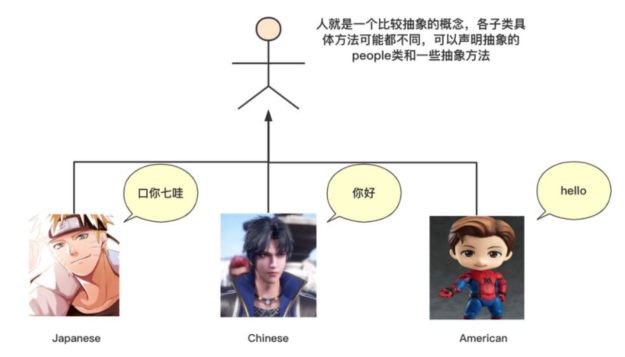 人就是一个比较抽象的概念，各子类具
体方法可能都不同，可以声明抽象的
people类和一些抽象方法
口你七哇
你好
hello
Japanese
Chinese
American